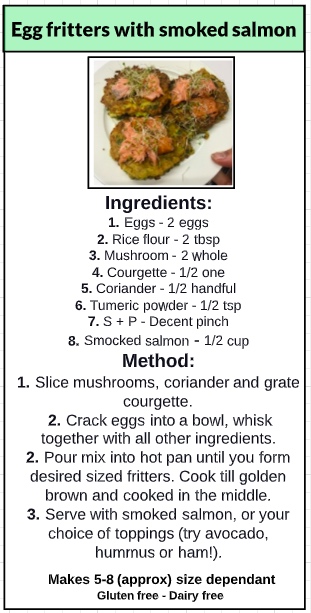 Egg fritters with smoked salmon
Ingredients:
1. Eggs - 2 eggs
2. Rice flour - 2 tbsp
3. Mushroom - 2 whole
4. Courgette - 1/2 one
5. Coriander - 1/2 handful
6. Tumeric powder - 1/2 tsp
7. S + P - Decent pinch
8. Smocked salmon - 1/2 cup
Method:
1. Slice mushrooms, coriander and grate
courgette.
2. Crack eggs into a bowl, whisk
together with all other ingredients.
2. Pour mix into hot pan until you form
desired sized fritters. Cook till golden
brown and cooked in the middle.
3. Serve with smoked salmon, or your
choice of toppings (try avocado,
hummus or ham!).
Makes 5-8 (approx) size dependant
Gluten free - Dairy free